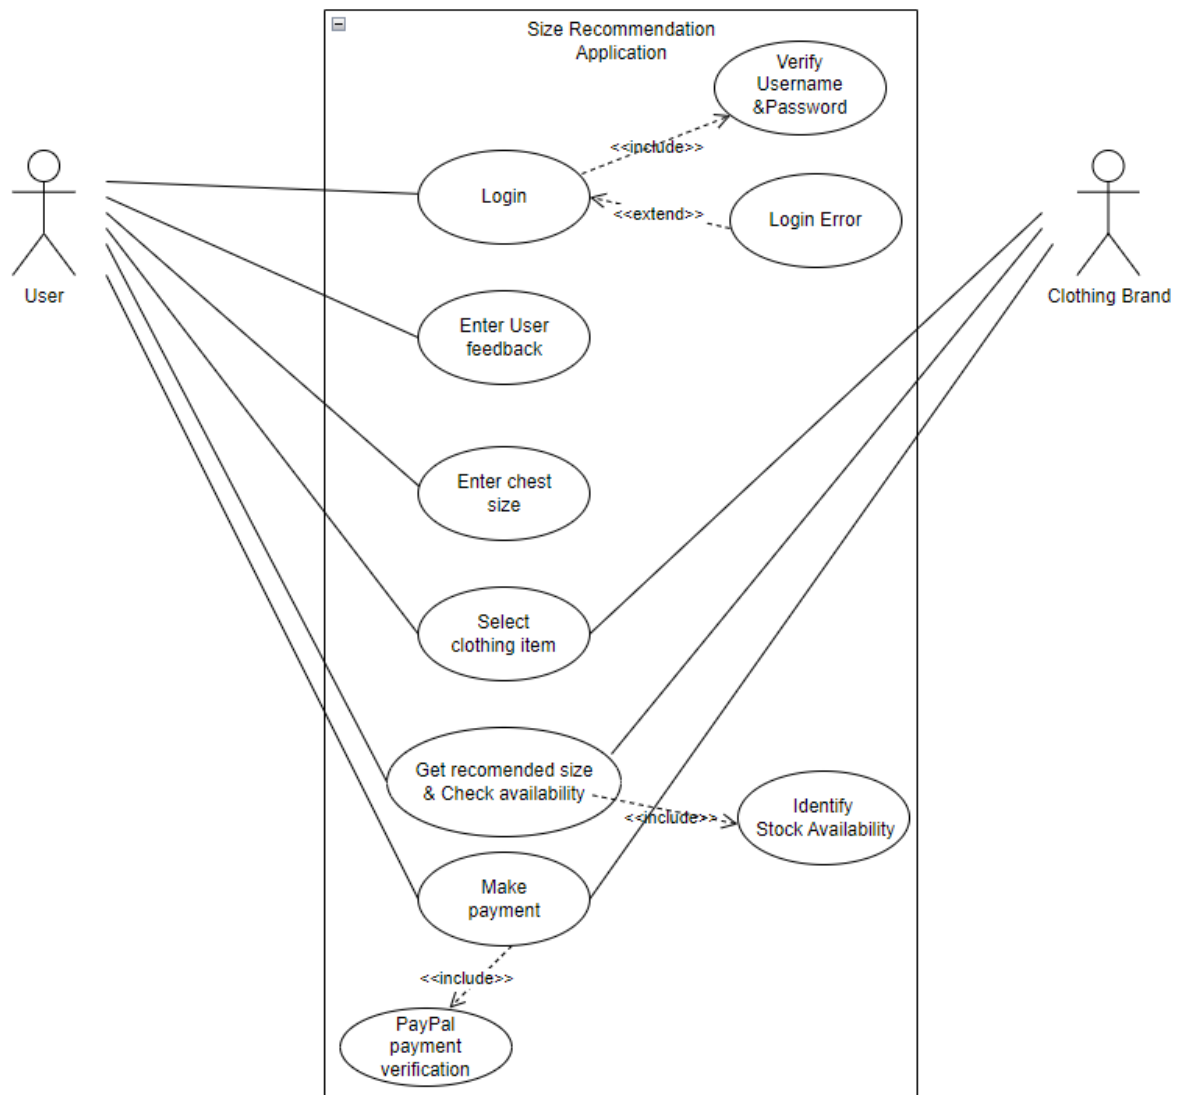 Size Recommendation
Application
Verify
Username
&Password
<<include>>
Login
<<extend>>
Login Error
User
Clothing Brand
Enter User
feedback
Enter chest
size
Select
clothing item
Get recomended size
& Check availability
<<include>>
Identify
Stock Availability
Make
payment
<<include>>
PayPal
payment
verification